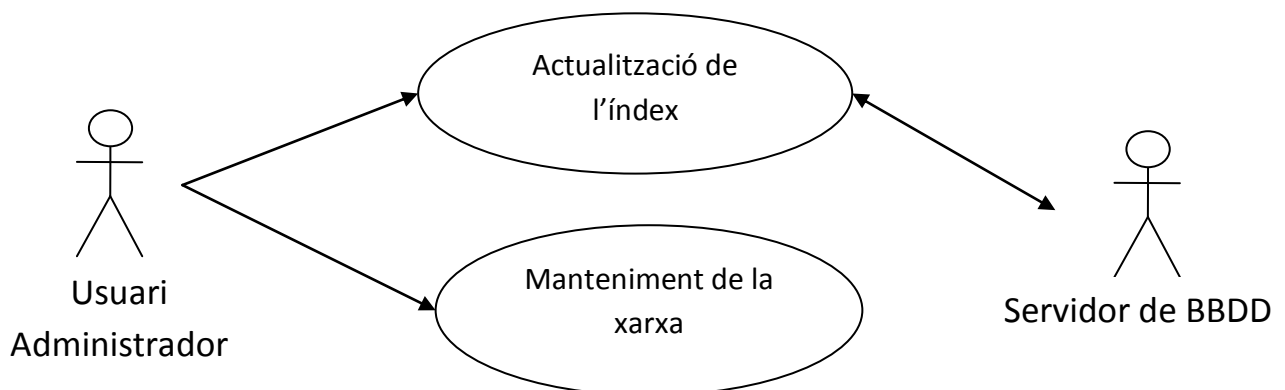 Actualització de
l’índex
Usuari
Administrador
Manteniment de la
xarxa
Servidor de BBDD